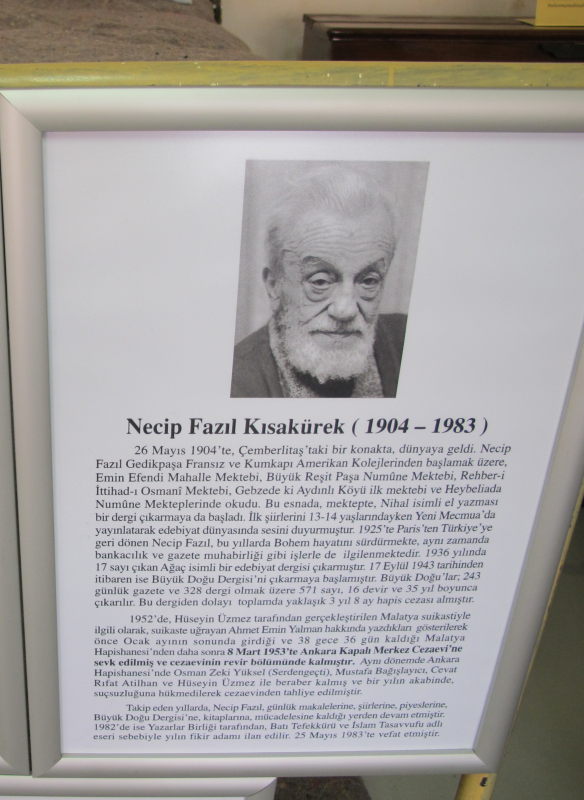 Necip Fazıl Kısakürek ( 1904 – 1983 )
26 Mayıs 1904'te, Çemberlitaş'taki bir konakta, dünyaya geldi. Necip
Fazıl Gedikpaşa Fransız ve Kumkapı Amerikan Kolejlerinden başlamak üzere,
Emin Efendi Mahalle Mektebi, Büyük Reşit Paşa Numûne Mektebi, Rehber-i
İttihad-ı Osmanî Mektebi, Gebzede ki Aydınlı Köyü ilk mektebi ve Heybeliada
Numûne Mekteplerinde okudu. Bu esnada, mektepte, Nihal isimli el yazması
bir dergi çıkarmaya da başladı. İlk şiirlerini 13-14 yaşlarındayken Yeni Mecmua'da
yayınlatarak edebiyat dünyasında sesini duyurmuştur. 1925'te Paris'ten Türkiye'ye
geri dönen Necip Fazıl, bu yıllarda Bohem hayatını sürdürmekte, aynı zamanda
bankacılık ve gazete muhabirliği gibi işlerle de ilgilenmektedir. 1936 yılında
17 sayı çıkan Ağaç isimli bir edebiyat dergisi çıkarmıştır. 17 Eylül 1943 tarihinden
itibaren ise Büyük Doğu Dergisi'ni çıkarmaya başlamıştır. Büyük Doğu'lar; 243
günlük gazete ve 328 dergi olmak üzere 571 sayı, 16 devir ve 35 yıl boyunca
çıkarılır. Bu dergiden dolayı toplamda yaklaşık 3 yıl 8 ay hapis cezası almıştır.
1952'de, Hüseyin Üzmez tarafından gerçekleştirilen Malatya suikastiyle
ilgili olarak, suikaste uğrayan Ahmet Emin Yalman hakkında yazdıkları gösterilerek
önce Ocak ayının sonunda girdiği ve 38 gece 36 gün kaldığı Malatya
Hapishanesi'nden daha sonra 8 Mart 1953'te Ankara Kapalı Merkez Cezaevi'ne
sevk edilmiş ve cezaevinin revir bölümünde kalmıştır. Aynı dönemde Ankara
Hapishanesi'nde Osman Zeki Yüksel (Serdengeçti), Mustafa Bağışlayıcı, Cevat
Rıfat Atilhan ve Hüseyin Üzmez ile beraber kalmış ve bir yılın akabinde,
suçsuzluğuna hükmedilerek cezaevinden tahliye edilmiştir.
Takip eden yıllarda, Necip Fazıl, günlük makalelerine, şiirlerine, piyeslerine,
Büyük Doğu Dergisi'ne, kitaplarına, mücadelesine kaldığı yerden devam etmiştir.
1982'de ise Yazarlar Birliği tarafından, Batı Tefekkürü ve İslam Tasavvufu adlı
eseri sebebiyle yılın fikir adamı ilan edilir. 25 Mayıs 1983'te vefat etmiştir.